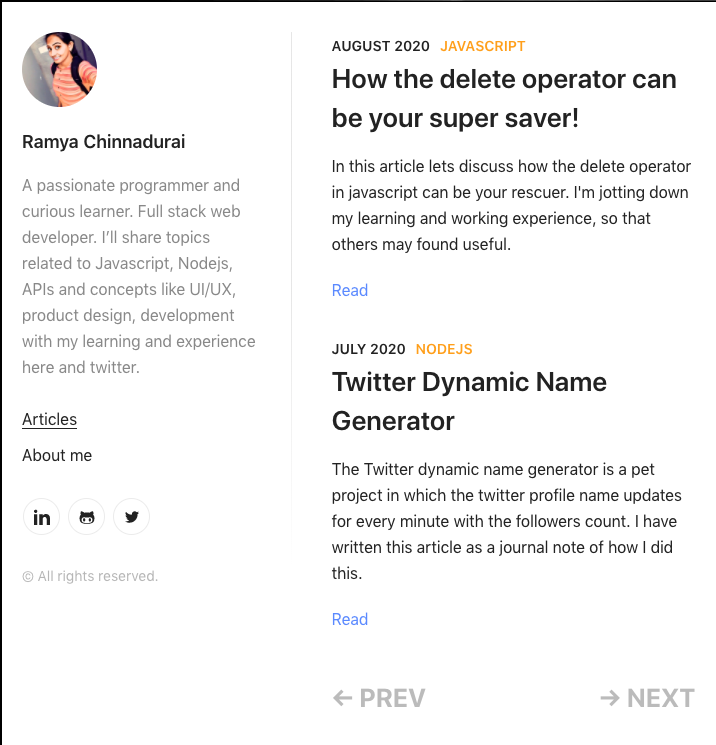 Ramya Chinnadurai
A passionate programmer and
curious learner. Full stack web
developer. I’ll share topics
related to Javascript, Nodejs,
APIs and concepts like UI/UX,
product design, development
with my learning and experience
here and twitter.
Articles
About me
in
© All rights reserved.
AUGUST 2020 JAVASCRIPT
How the delete operator can
be your super saver!
In this article lets discuss how the delete operator
in javascript can be your rescuer. I'm jotting down
my learning and working experience, so that
others may found useful.
Read
JULY 2020 NODEJS
Twitter Dynamic Name
Generator
The Twitter dynamic name generator is a pet
project in which the twitter profile name updates
for every minute with the followers count. I have
written this article as a journal note of how I did
this.
Read
← PREV
→ NEXT